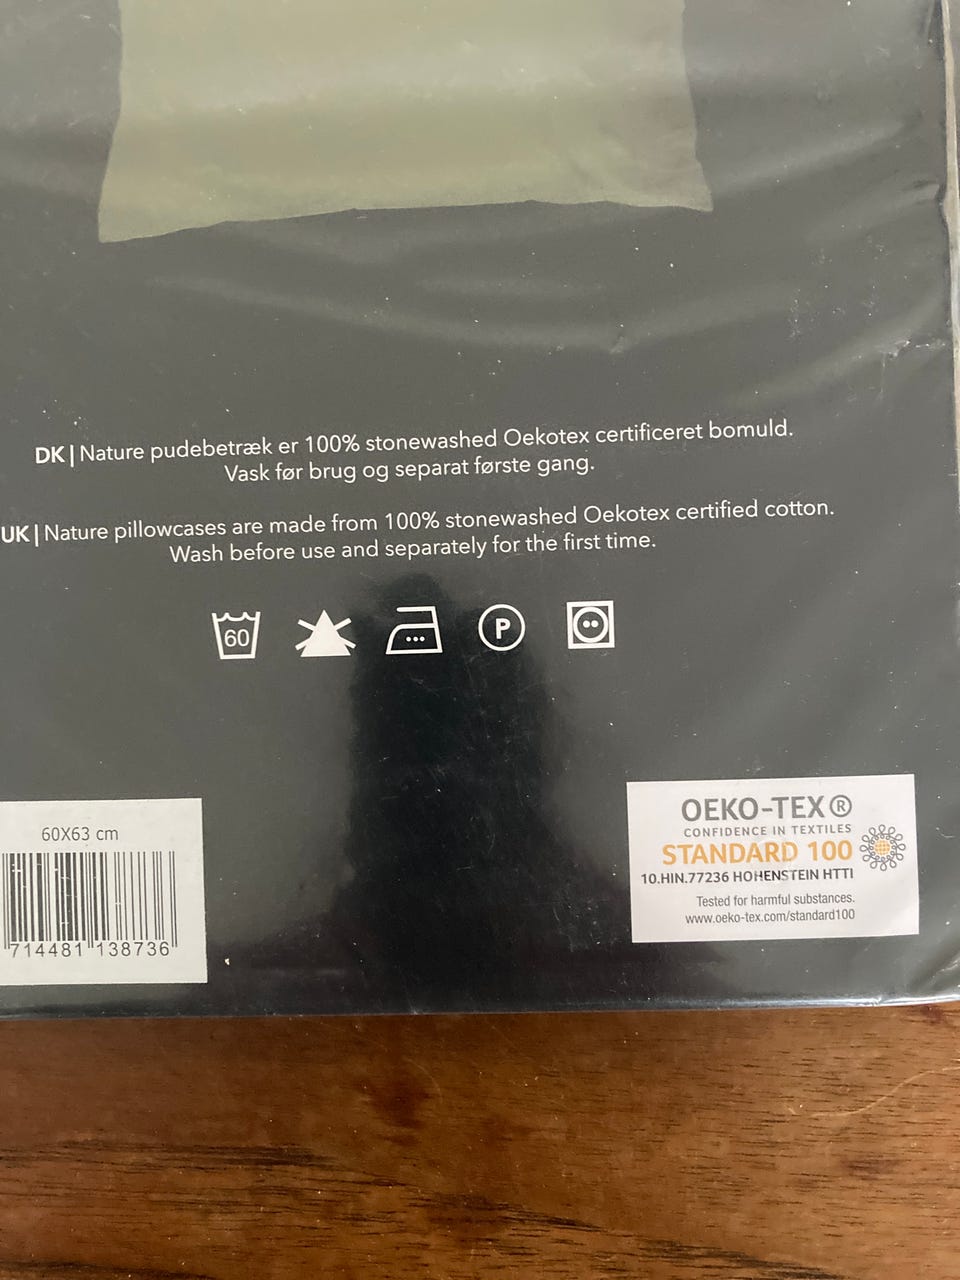 DK | Nature pudebetræk er 100% stonewashed Oekotex certificeret bomuld.
Vask før brug og separat første gang.
UK | Nature pillowcases are made from 100% stonewashed Oekotex certified cotton.
Wash before use and separately for the first time.
60
P
60X63 cm
714481 138736
OEKO-TEX®
CONFIDENCE IN TEXTILES
STANDARD 100
10.HIN.77236 HOHENSTEIN HTTI
Tested for harmful substances.
www.oeko-tex.com/standard100